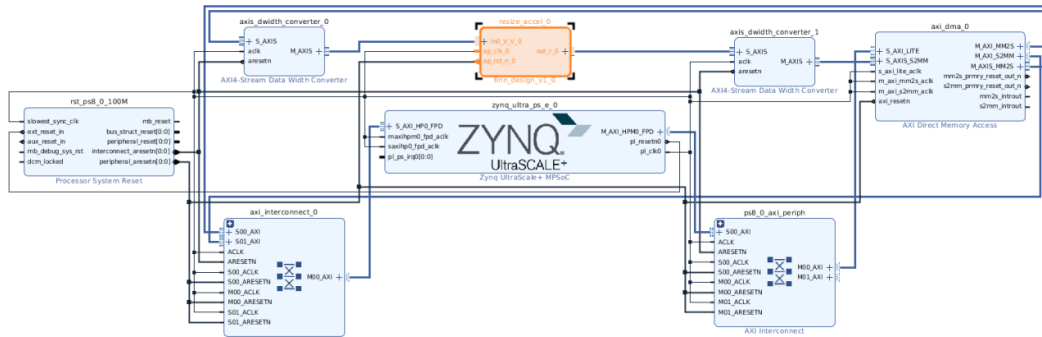 axis_dwidth_converter_0
S_AXIS
aclk
aresetn
M_AXIS
AXI4-Stream Data Width Converter
resize_accel_0
in0_V_V_0
ap_clk_0
ap_rst_n_0
out_r_0
finn_design_v1_0
axis_dwidth_converter_1
S_AXIS
aclk
aresetn
M_AXIS
AXI4-Stream Data Width Converter
axi_dma_0
S_AXI_LITE
S_AXIS_S2MM
s_axi_lite_aclk
m_axi_mm2s_aclk
m_axi_s2mm_aclk
axi_resetn
M_AXI_MM2S
M_AXI_S2MM
M_AXIS_MM2S
mm2s_prmry_reset_out_n
s2mm_prmry_reset_out_n
mm2s_introut
s2mm_introut
AXI Direct Memory Access
rst_ps8_0_100M
slowest_sync_clk
ext_reset_in
aux_reset_in
mb_debug_sys_rst
dcm_locked
mb_reset
bus_struct_reset[0:0]
peripheral_reset[0:0]
interconnect_aresetn[0:0]
peripheral_aresetn[0:0]
Processor System Reset
zynq_ultra_ps_e_0
S_AXI_HP0_FPD
maxihpm0_fpd_aclk
saxihp0_fpd_aclk
pl_ps_irq0[0:0]
ZYNQ
UltraSCALE+
M_AXI_HPM0_FPD
pl_resetn0
pl_clk0
Zynq UltraScale+ MPSoC
axi_interconnect_0
S00_AXI
S01_AXI
ACLK
ARESETN
S00_ACLK
S00_ARESETN
M00_ACLK
M00_ARESETN
S01_ACLK
S01_ARESETN
M00_AXI
ps8_0_axi_periph
S00_AXI
ACLK
ARESETN
S00_ACLK
S00_ARESETN
M00_ACLK
M00_ARESETN
M01_ACLK
M01_ARESETN
M00_AXI
M01_AXI
AXI Interconnect